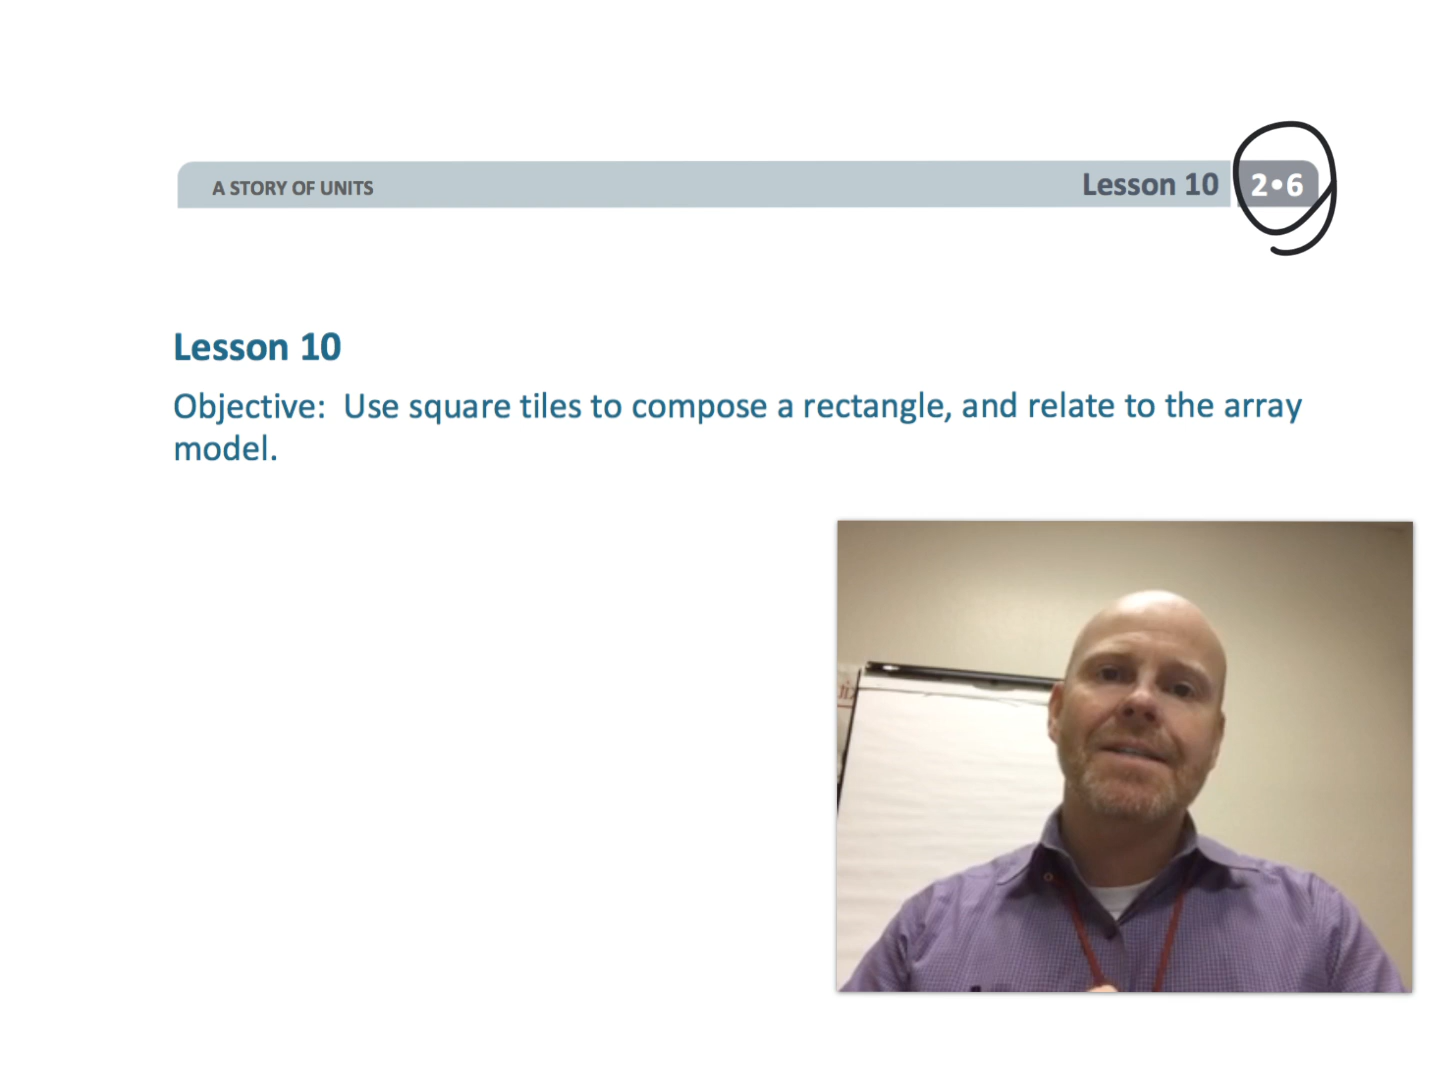 A STORY OF UNITS
Lesson 10
2•6
Lesson 10
Objective: Use square tiles to compose a rectangle, and relate to the array
model.